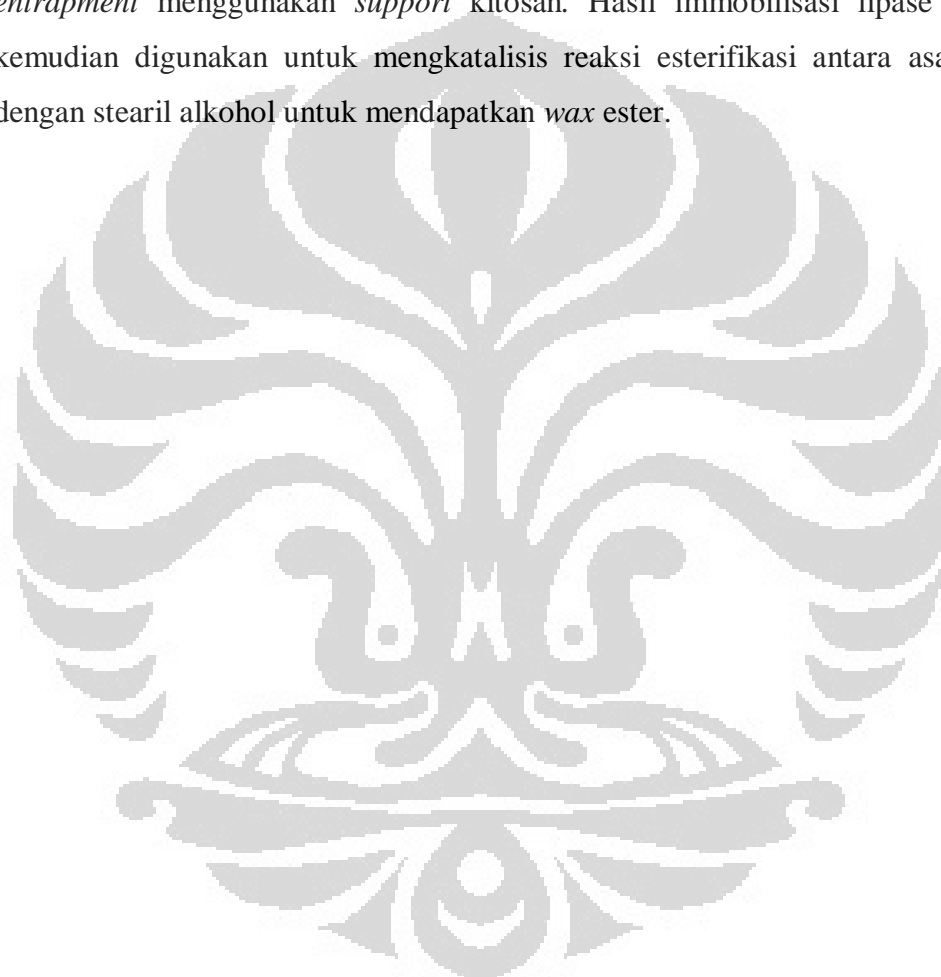 entrapment menggunakan support kitosan. Hasil immobilisasi lipase
kemudian digunakan untuk mengkatalisis reaksi esterifikasi antara asa
dengan stearil alkohol untuk mendapatkan wax ester.